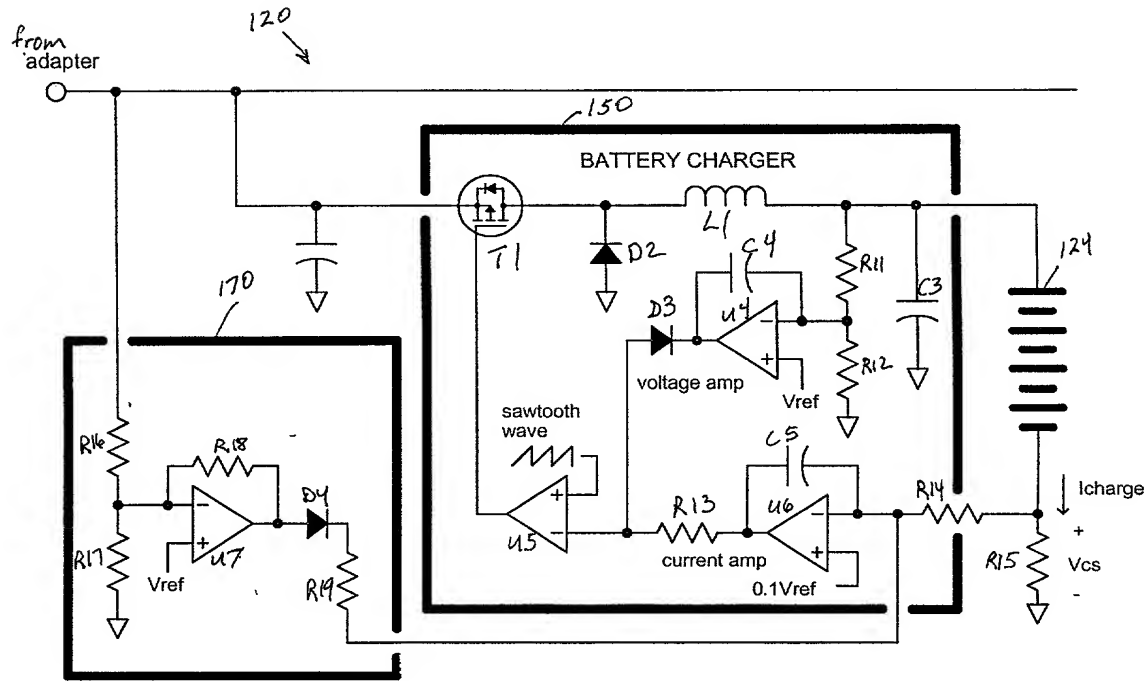 from
adapter
120
150
BATTERY CHARGER
T1
D2
L1
C4
R11
C3
124
170
D3
U4
voltage amp
Vref
R12
sawtooth
wave
C5
R16
R18
R13
U6
R14
Icharge
D4
U5
current amp
R17
U7
Vref
R19
0.1Vref
R15
+
Vcs
-